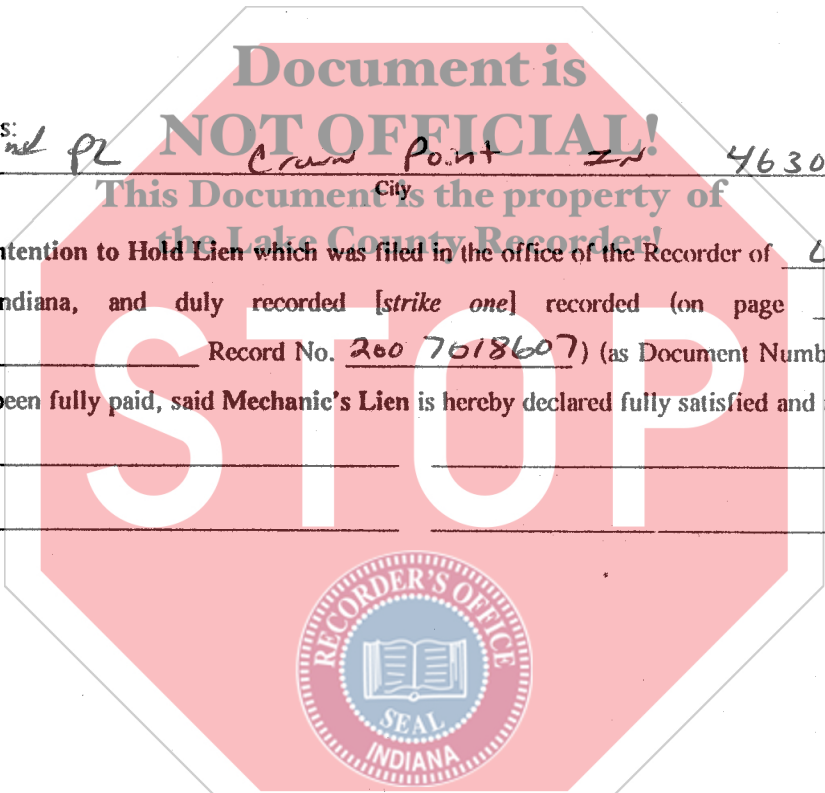 Document is
s:
NOT OFFICIAL!
nd PL Crown Point IN 4630
City
This Document is the property of
the Lake County Recorder!
ntention to Hold Lien which was filed in the office of the Recorder of
ndiana, and duly recorded [strike one] recorded (on page
Record No. 200 7018607) (as Document Numb
been fully paid, said Mechanic's Lien is hereby declared fully satisfied and
STOP
RECORDER'S OFFICE
SEAL
INDIANA